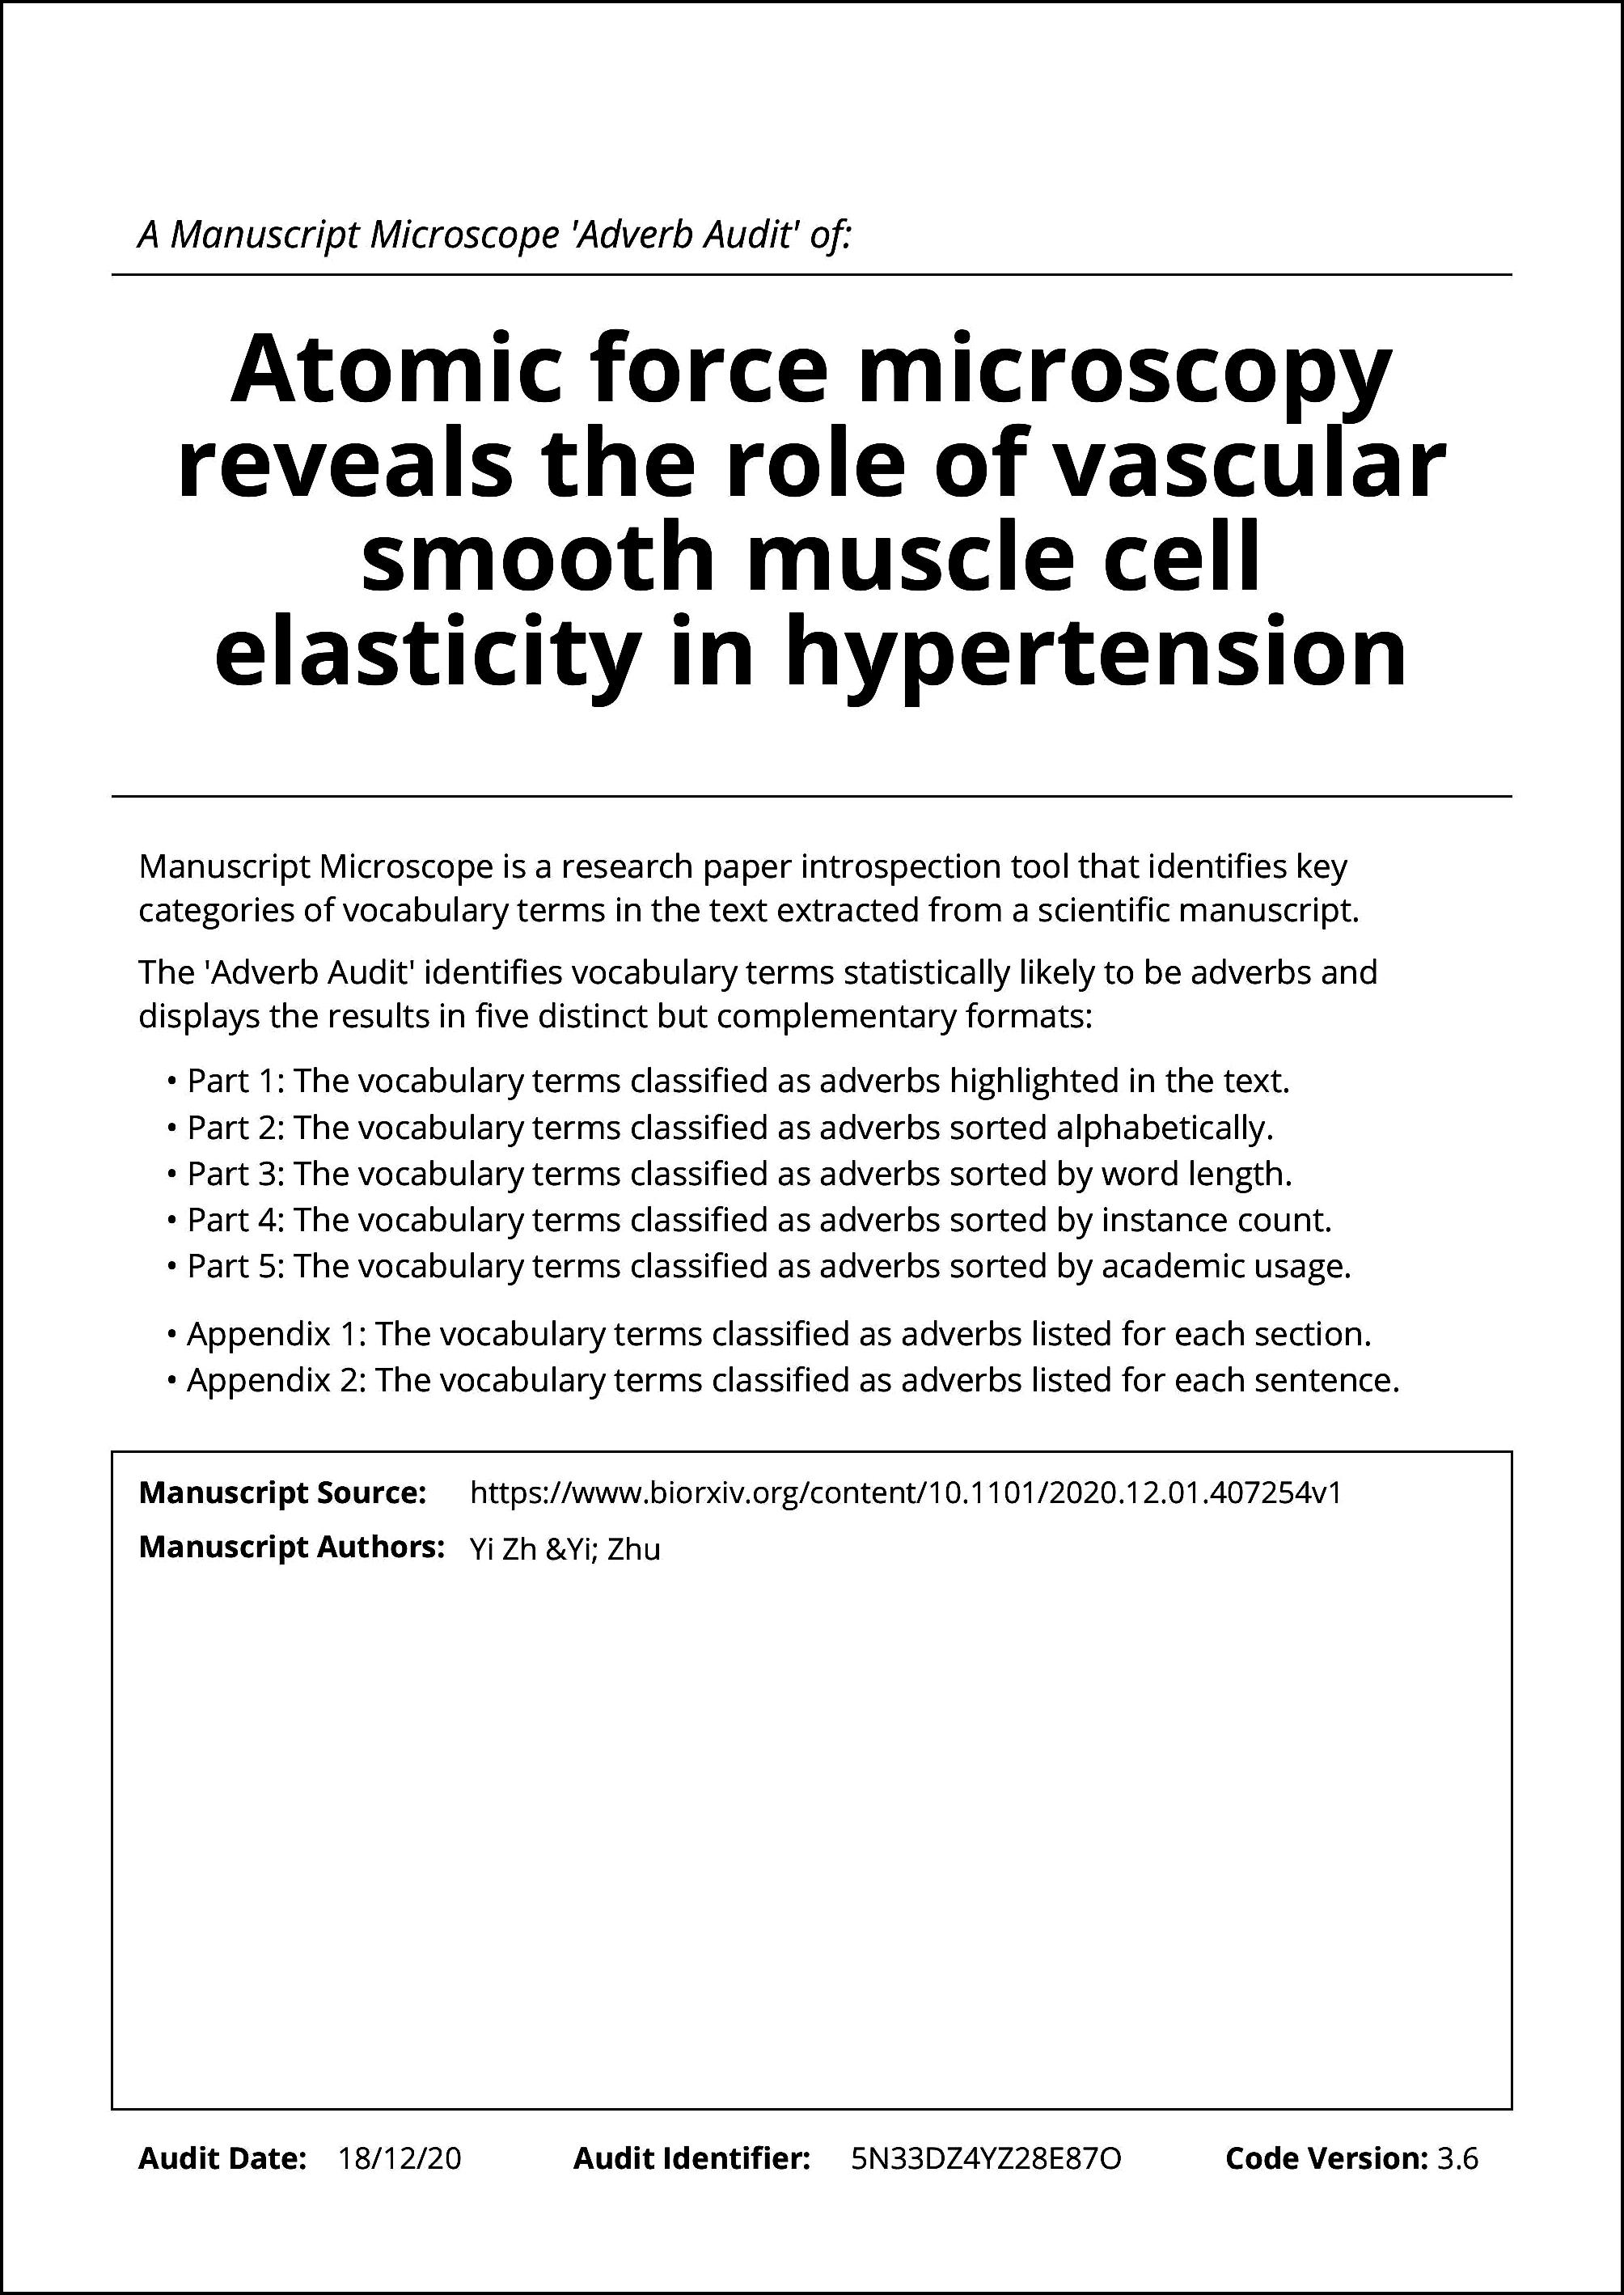 A Manuscript Microscope 'Adverb Audit' of:
Atomic force microscopy
reveals the role of vascular
smooth muscle cell
elasticity in hypertension
Manuscript Microscope is a research paper introspection tool that identifies key
categories of vocabulary terms in the text extracted from a scientific manuscript.
The 'Adverb Audit' identifies vocabulary terms statistically likely to be adverbs and
displays the results in five distinct but complementary formats:
• Part 1: The vocabulary terms classified as adverbs highlighted in the text.
• Part 2: The vocabulary terms classified as adverbs sorted alphabetically.
• Part 3: The vocabulary terms classified as adverbs sorted by word length.
• Part 4: The vocabulary terms classified as adverbs sorted by instance count.
• Part 5: The vocabulary terms classified as adverbs sorted by academic usage.
• Appendix 1: The vocabulary terms classified as adverbs listed for each section.
• Appendix 2: The vocabulary terms classified as adverbs listed for each sentence.
Manuscript Source: https://www.biorxiv.org/content/10.1101/2020.12.01.407254v1
Manuscript Authors: Yi Zh &Yi; Zhu
Audit Date: 18/12/20 Audit Identifier: 5N33DZ4YZ28E87O Code Version: 3.6